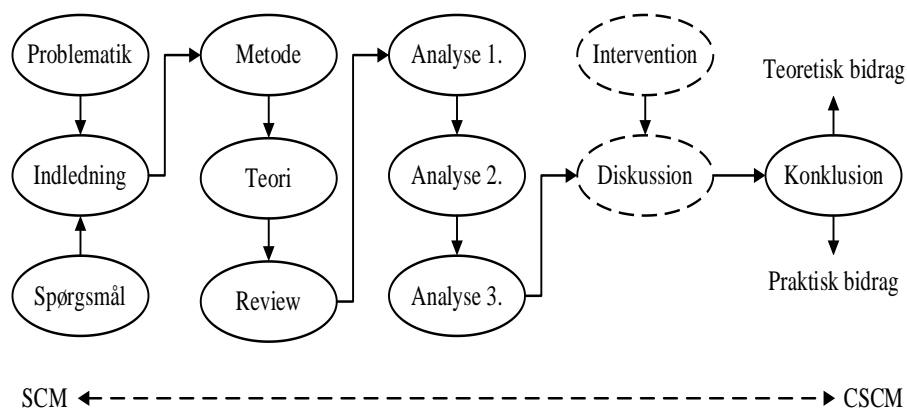 Problematik
Indledning
Spørgsmål
Metode
Teori
Review
Analyse 1.
Analyse 2.
Analyse 3.
Intervention
Diskussion
Teoretisk bidrag
Konklusion
Praktisk bidrag
SCM
CSCM